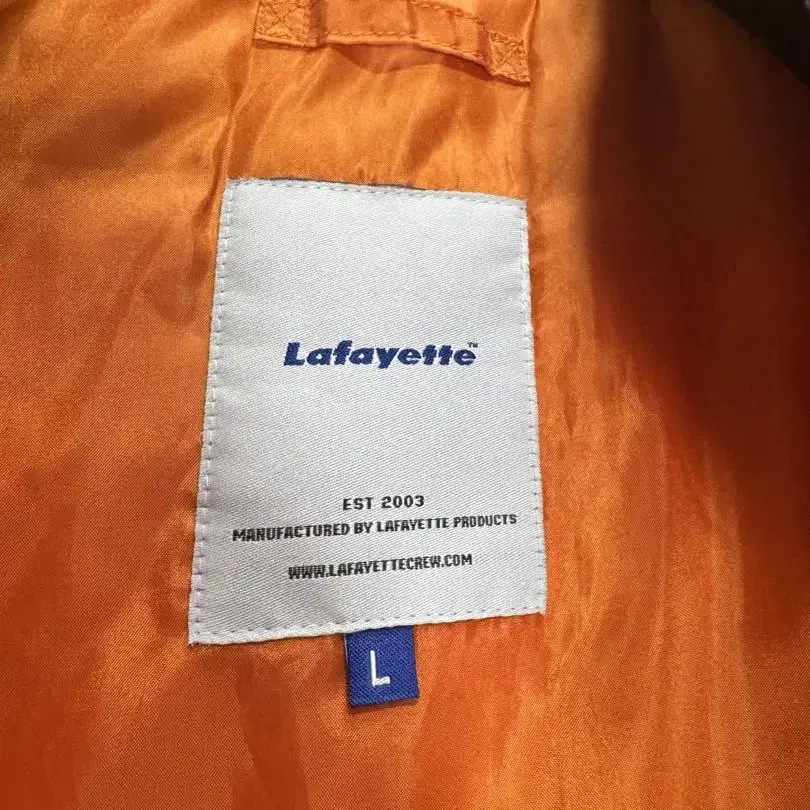 Lafayette™
EST 2003
MANUFACTURED BY LAFAYETTE PRODUCTS
WWW.LAFAYETTECREW.COM
L